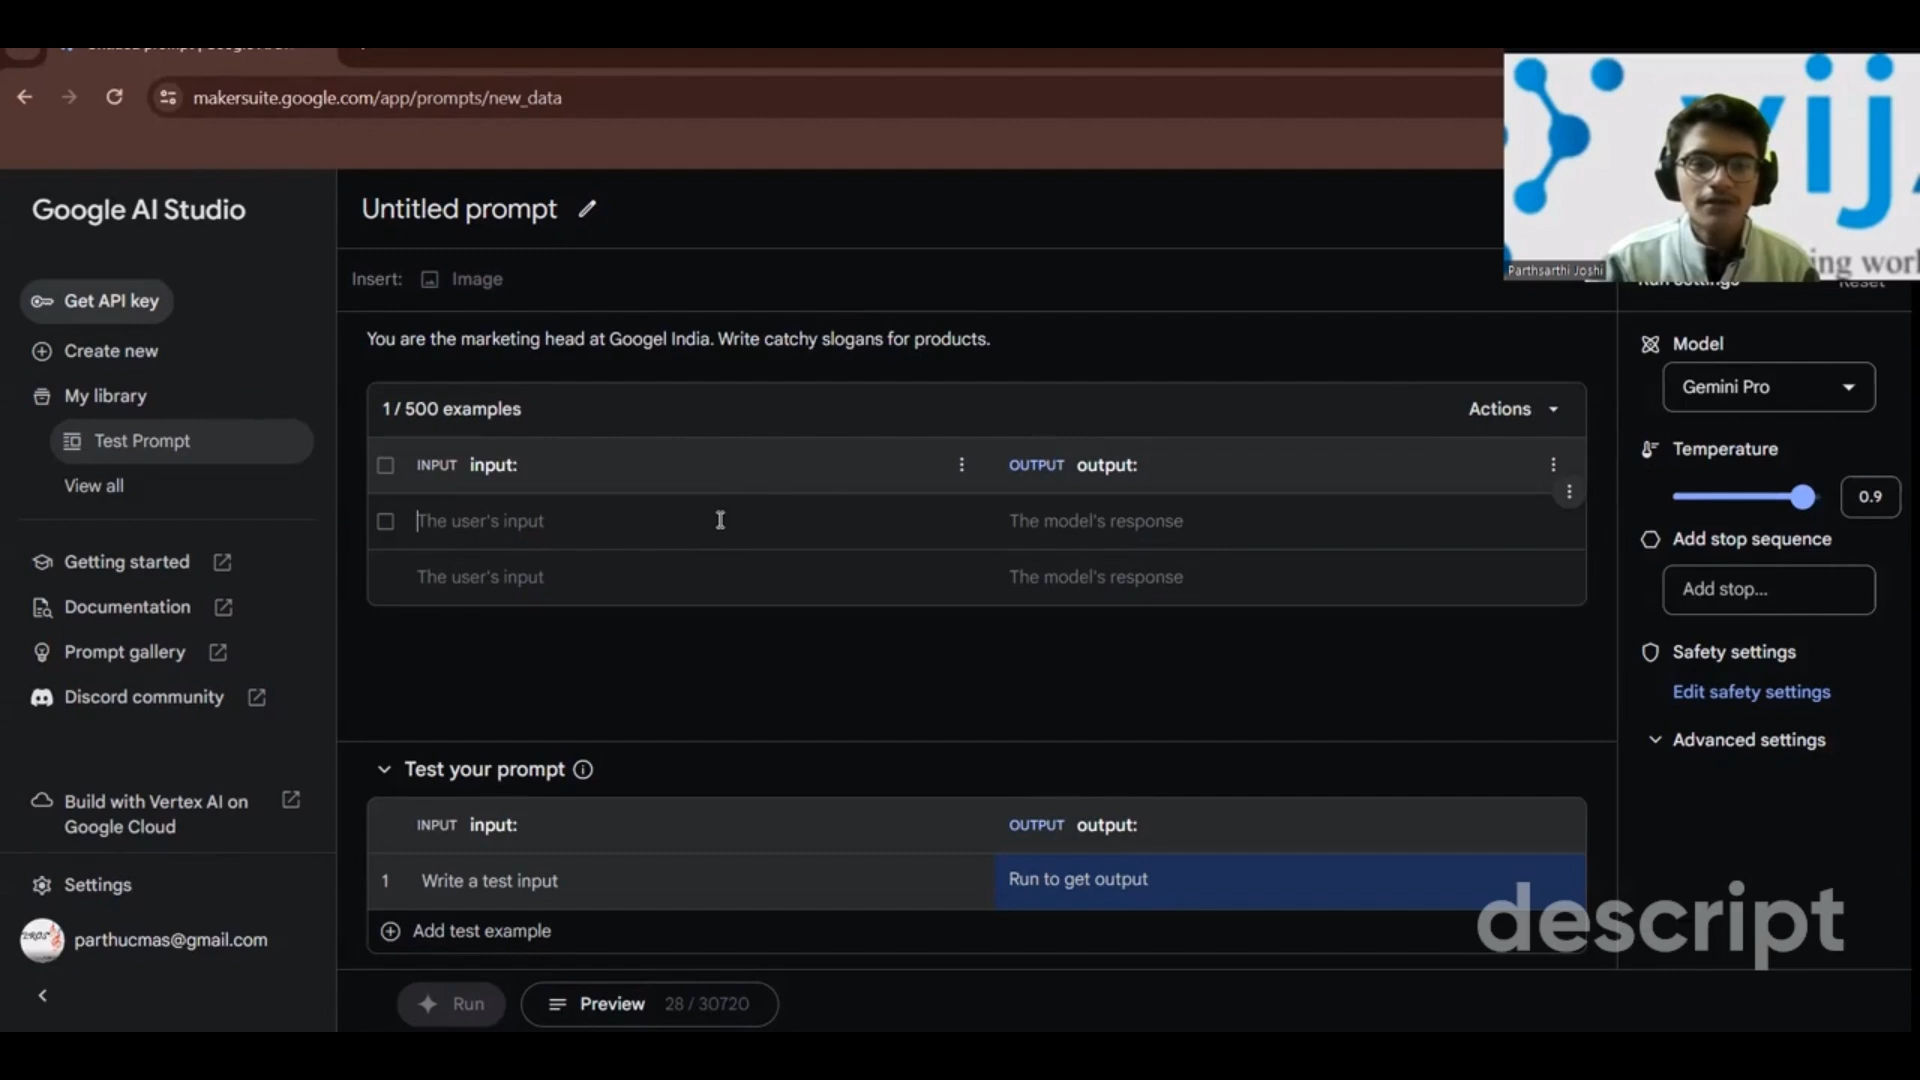 makersuite.google.com/app/prompts/new_data
Google AI Studio
Untitled prompt
Parthsarthi Joshi
ing worl
Get API key
Insert: Image
Reset
Create new
You are the marketing head at Googel India. Write catchy slogans for products.
Model
My library
Gemini Pro
1 / 500 examples
Actions
Test Prompt
Temperature
INPUT input:
OUTPUT output:
View all
0.9
The user's input
The model's response
Add stop sequence
Getting started
The user's input
The model's response
Add stop...
Documentation
Prompt gallery
Safety settings
Edit safety settings
Discord community
Advanced settings
Test your prompt
Build with Vertex AI on
Google Cloud
INPUT input:
OUTPUT output:
1 Write a test input
Run to get output
Settings
Add test example
descript
parthucmas@gmail.com
Run
Preview 28 / 30720